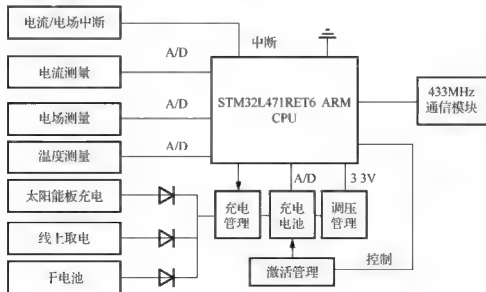 电流/电场中断
中断
A/D
电流测量
STM32L471RET6 ARM
CPU
433MHz
通信模块
A/D
电场测量
A/D
温度测量
A/D
3 3V
太阳能板充电
充电
管理
充电
电池
调压
管理
线上取电
控制
干电池
激活管理